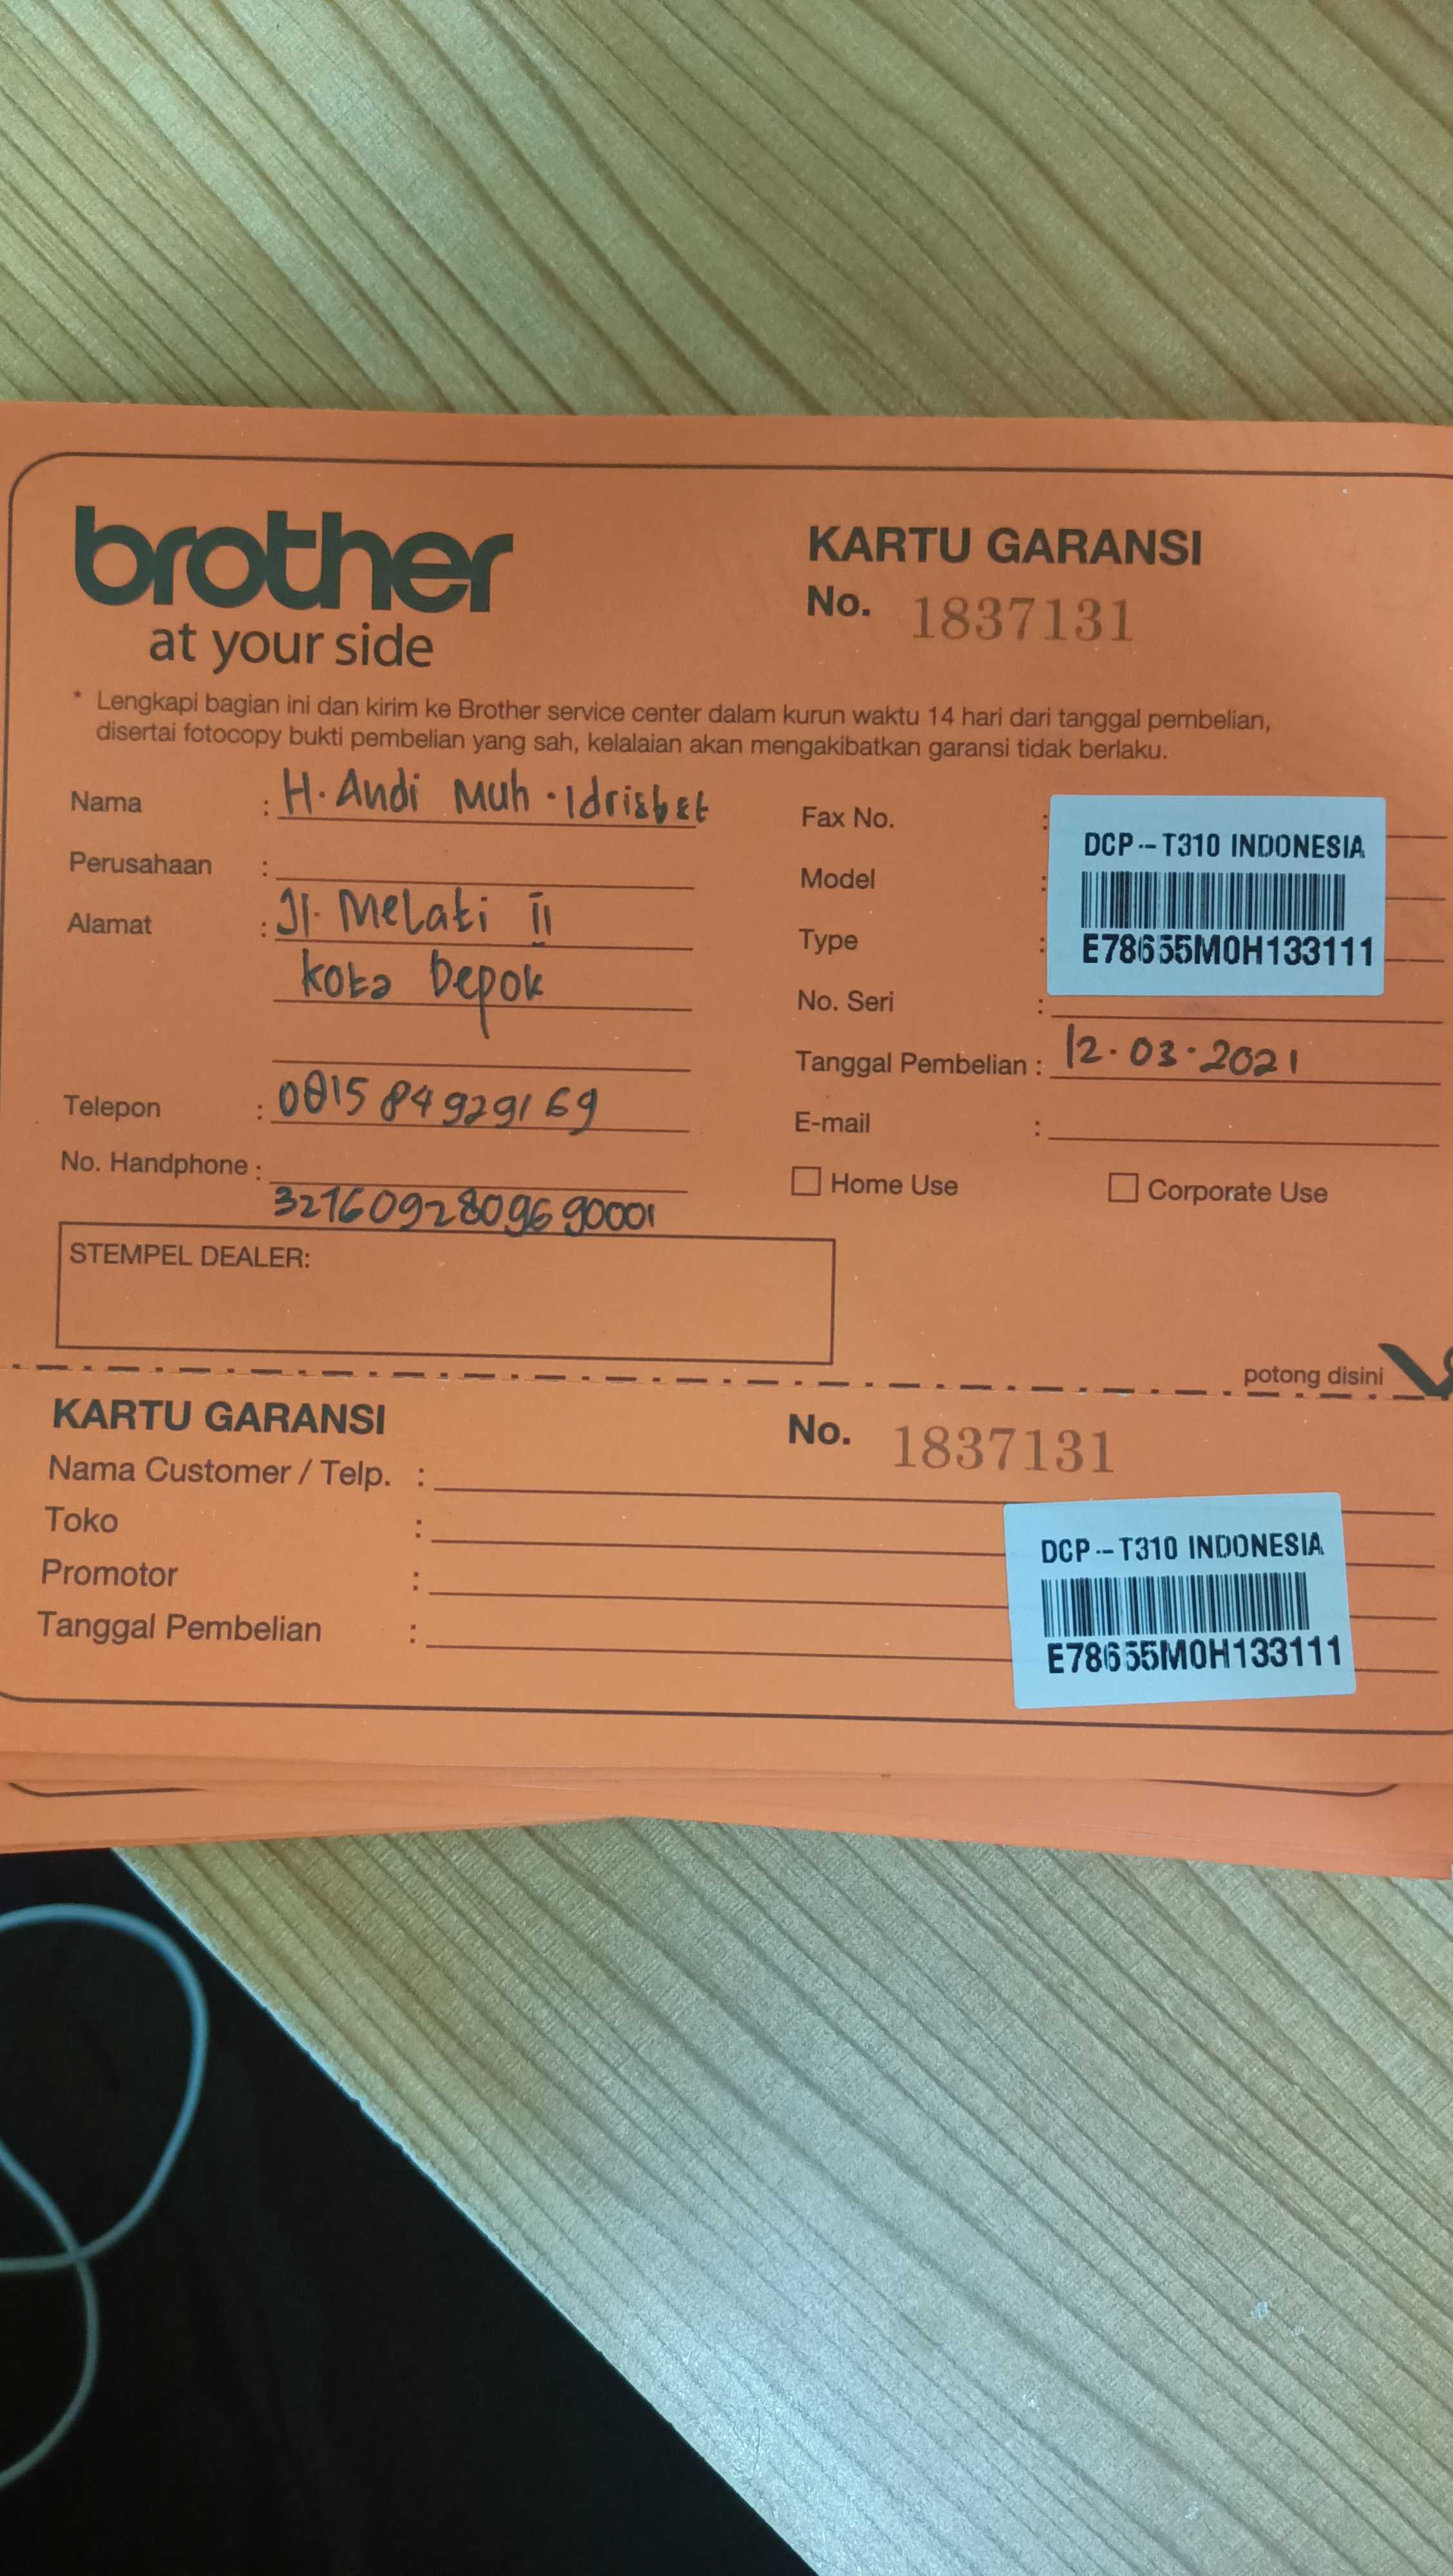 brother
at your side
KARTU GARANSI
No. 1837131
* Lengkapi bagian ini dan kirim ke Brother service center dalam kurun waktu 14 hari dari tanggal pembelian,
disertai fotocopy bukti pembelian yang sah, kelalaian akan mengakibatkan garansi tidak berlaku.
Nama : H. Andi Muh. Idrisbet
Perusahaan :
Alamat : Jl. Melati II
Kota Depok
Telepon : 081584929169
No. Handphone :
3276092809690001
Fax No. :
Model :
Type :
No. Seri :
DCP-T310 INDONESIA
E78655M0H133111
Tanggal Pembelian : 12.03.2021
E-mail :
Home Use
Corporate Use
STEMPEL DEALER:
potong disini
KARTU GARANSI
No. 1837131
Nama Customer / Telp. :
Toko :
Promotor :
Tanggal Pembelian :
DCP-T310 INDONESIA
E78655M0H133111